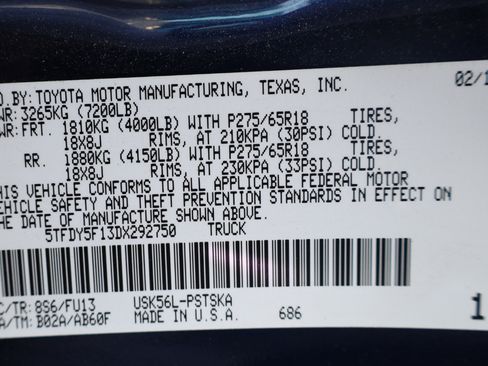 D.BY: TOYOTA MOTOR MANUFACTURING, TEXAS, INC. 02/1
WR: 3265KG (7200LB)
WR: FRT. 1810KG (4000LB) WITH P275/65R18 TIRES,
18X8J RIMS, AT 210KPA (30PSI) COLD.
RR. 1880KG (4150LB) WITH P275/65R18 TIRES,
18X8J RIMS, AT 230KPA (33PSI) COLD.
HIS VEHICLE CONFORMS TO ALL APPLICABLE FEDERAL MOTOR
EHICLE SAFETY AND THEFT PREVENTION STANDARDS IN EFFECT ON
THE DATE OF MANUFACTURE SHOWN ABOVE.
5TFDY5F13DX292750 TRUCK
C/TR: 8S6/FU13 USK56L-PSTSKA
A/TM: B02A/AB60F MADE IN U.S.A. 686 1